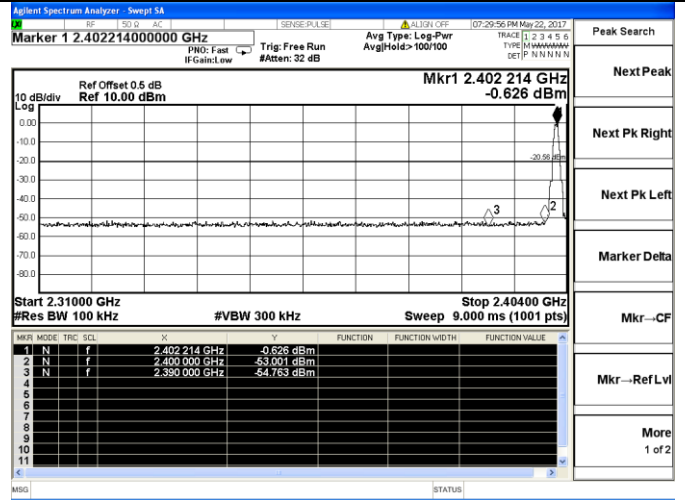 Agilent Spectrum Analyzer - Swept SA
LXI RF 50 Ω AC SENSE:PULSE ALIGN OFF 07:29:56 PM May 22, 2017
Marker 1 2.402214000000 GHz
PNO: Fast
IFGain:Low
Trig: Free Run
#Atten: 32 dB
Avg Type: Log-Pwr
Avg|Hold:>100/100
TRACE 1 2 3 4 5 6
TYPE M WWWWW
DET P N N N N N
Peak Search
Next Peak
Next Pk Right
Next Pk Left
Marker Delta
Mkr→CF
Mkr→Ref Lvl
More
1 of 2
Ref Offset 0.5 dB
10 dB/div Ref 10.00 dBm
Log
Mkr1 2.402 214 GHz
-0.626 dBm
0.00
-10.0
-20.0
-30.0
-40.0
-50.0
-60.0
-70.0
-80.0
-20.56 dBm
3
2
Start 2.31000 GHz Stop 2.40400 GHz
#Res BW 100 kHz #VBW 300 kHz Sweep 9.000 ms (1001 pts)
MKR MODE TRC SCL X Y FUNCTION FUNCTION WIDTH FUNCTION VALUE
1 N f 2.402 214 GHz -0.626 dBm
2 N f 2.400 000 GHz -53.001 dBm
3 N f 2.390 000 GHz -54.763 dBm
4
5
6
7
8
9
10
11
MSG STATUS